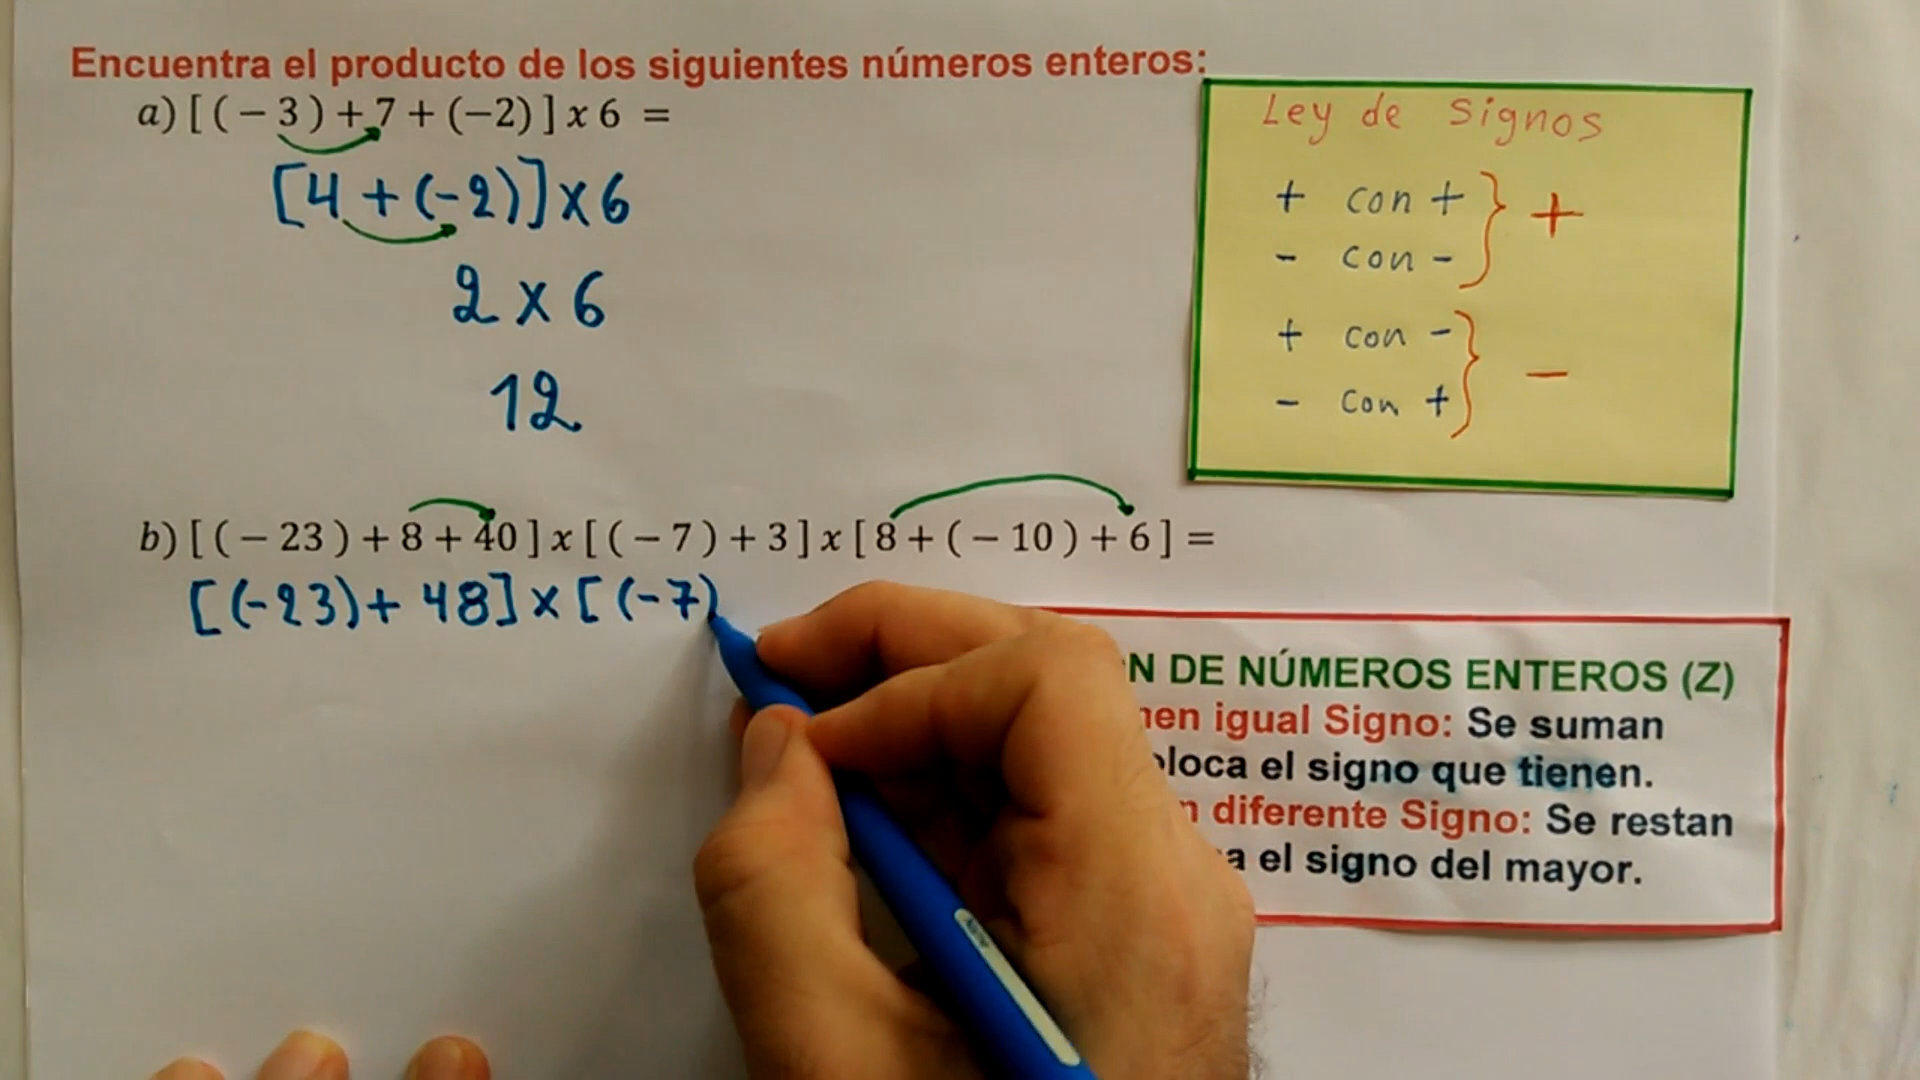 Encuentra el producto de los siguientes números enteros:
a) [ ( − 3 ) + 7 + (−2) ] x 6 =
[4 + (-2)] x 6
2 x 6
12
Ley de Signos
+ con + } +
- con -
+ con - } −
- con +
b) [ ( − 23 ) + 8 + 40 ] x [ ( − 7 ) + 3 ] x [ 8 + ( − 10 ) + 6 ] =
[(-23) + 48] x [(-7)
DE NÚMEROS ENTEROS (Z)
igual Signo: Se suman
el signo que tienen.
diferente Signo: Se restan
el signo del mayor.